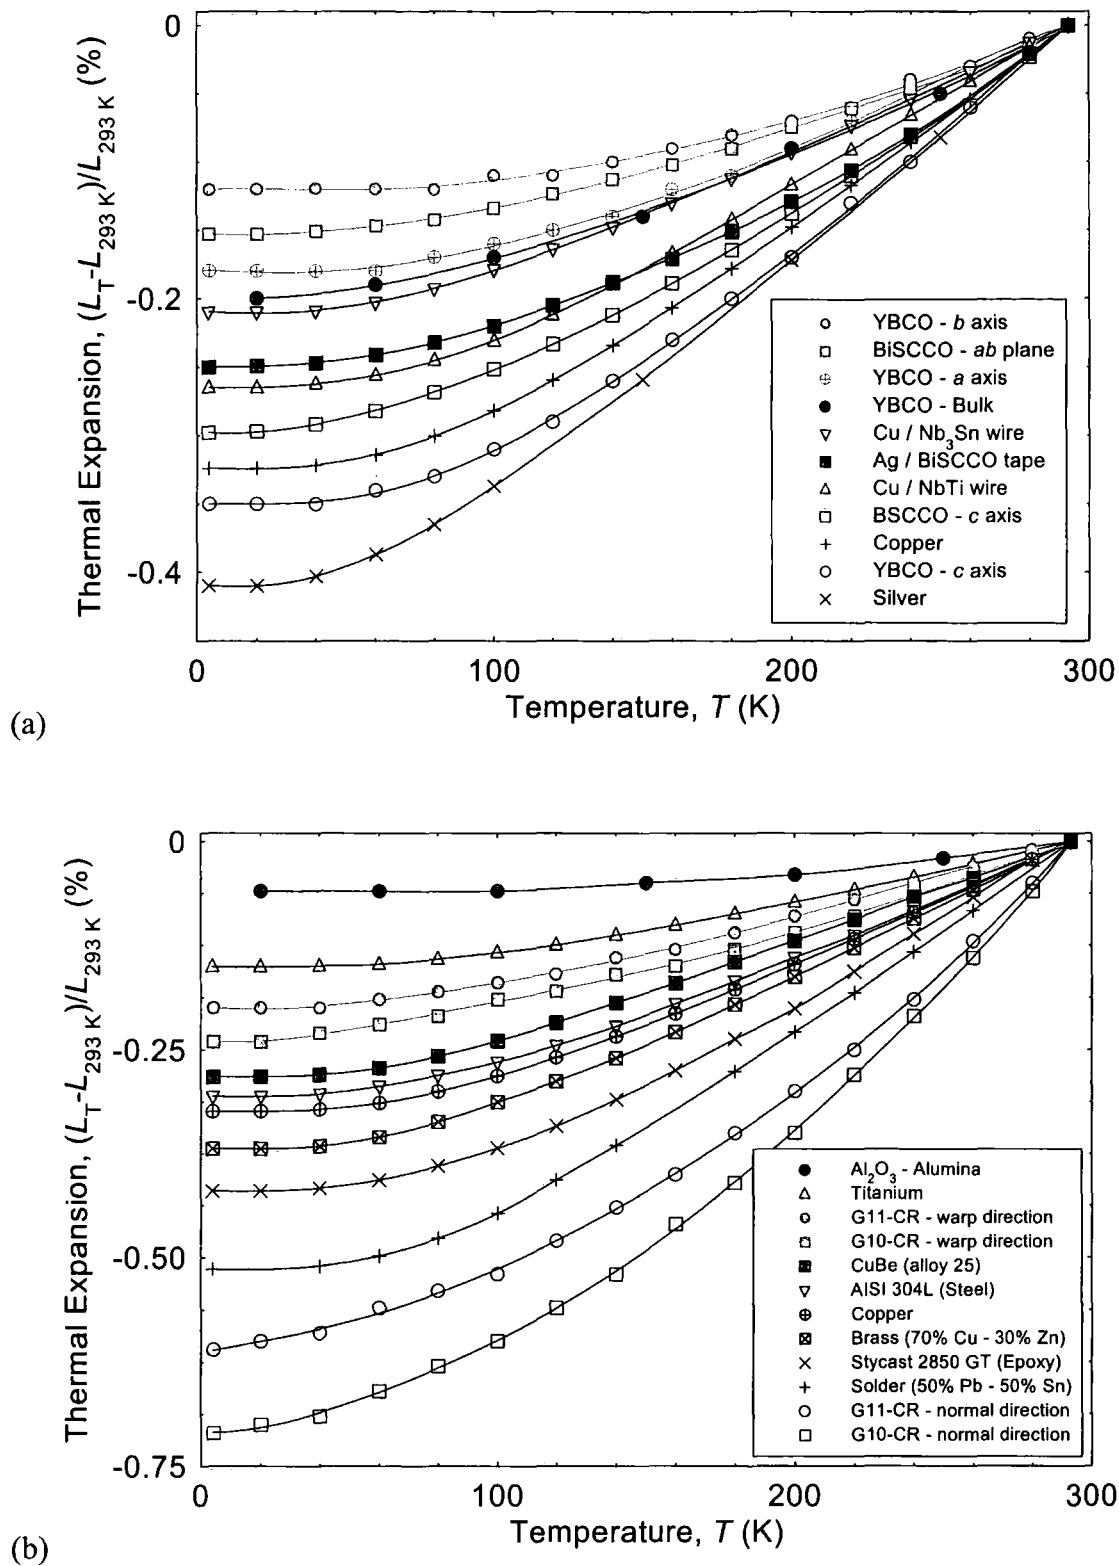 0
-0.2
-0.4
Thermal Expansion, (L_T-L_293 K)/L_293 K (%)
YBCO - b axis
BiSCCO - ab plane
YBCO - a axis
YBCO - Bulk
Cu / Nb₃Sn wire
Ag / BiSCCO tape
Cu / NbTi wire
BSCCO - c axis
Copper
YBCO - c axis
Silver
0 100 200 300
Temperature, T (K)
(a)
0
-0.25
-0.50
-0.75
Thermal Expansion, (L_T-L_293 K)/L_293 K (%)
Al₂O₃ - Alumina
Titanium
G11-CR - warp direction
G10-CR - warp direction
CuBe (alloy 25)
AISI 304L (Steel)
Copper
Brass (70% Cu - 30% Zn)
Stycast 2850 GT (Epoxy)
Solder (50% Pb - 50% Sn)
G11-CR - normal direction
G10-CR - normal direction
0 100 200 300
Temperature, T (K)
(b)